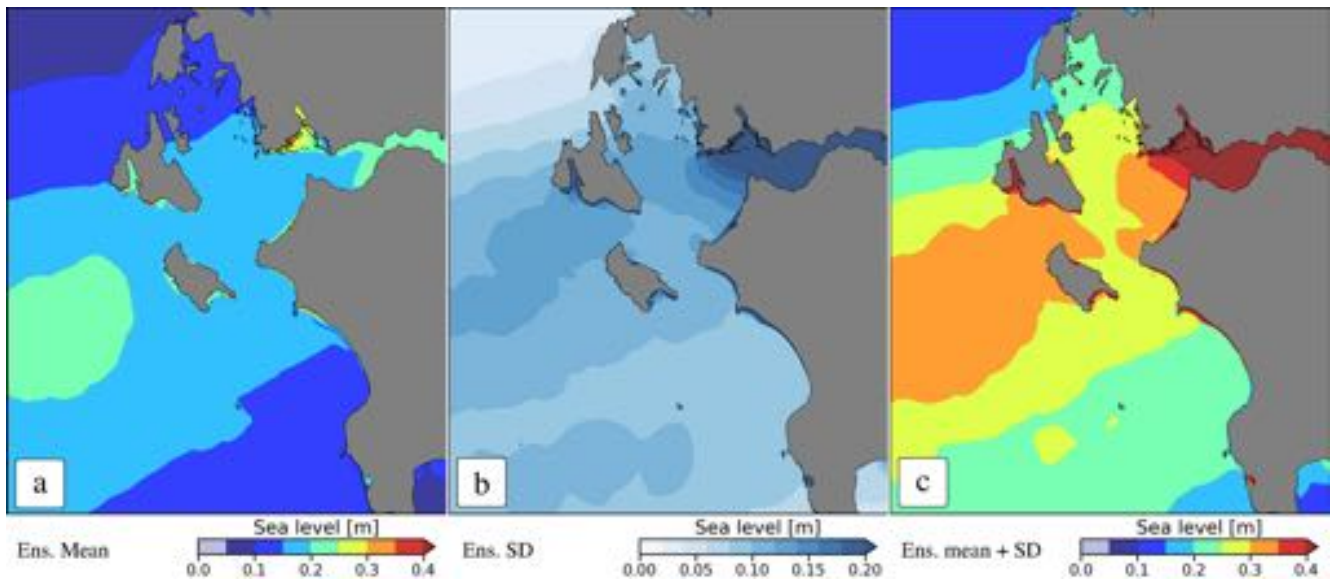 a
b
c
Ens. Mean
Sea level [m]
0.0 0.1 0.2 0.3 0.4
Ens. SD
Sea level [m]
0.00 0.05 0.10 0.15 0.20
Ens. mean + SD
Sea level [m]
0.0 0.1 0.2 0.3 0.4